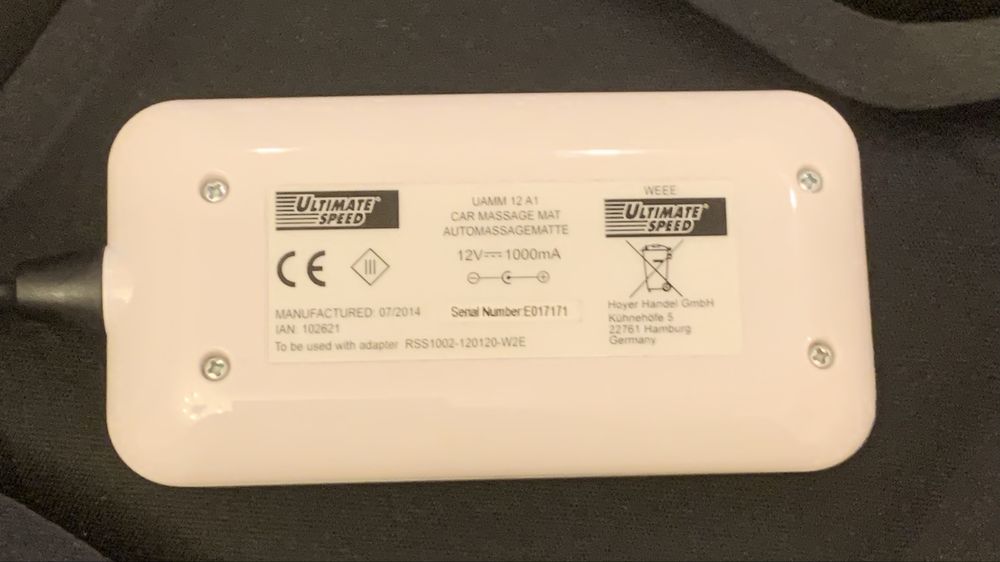 ULTIMATE
SPEED
MANUFACTURED: 07/2014
IAN: 102621
To be used with adapter RSS1002-120120-W2E
UAMM 12 A1
CAR MASSAGE MAT
AUTOMASSAGEMATTE
12V⎓1000mA
Serial Number:E017171
WEEE
ULTIMATE
SPEED
Hoyer Handel GmbH
Kühnehöfe 5
22761 Hamburg
Germany
CE
III